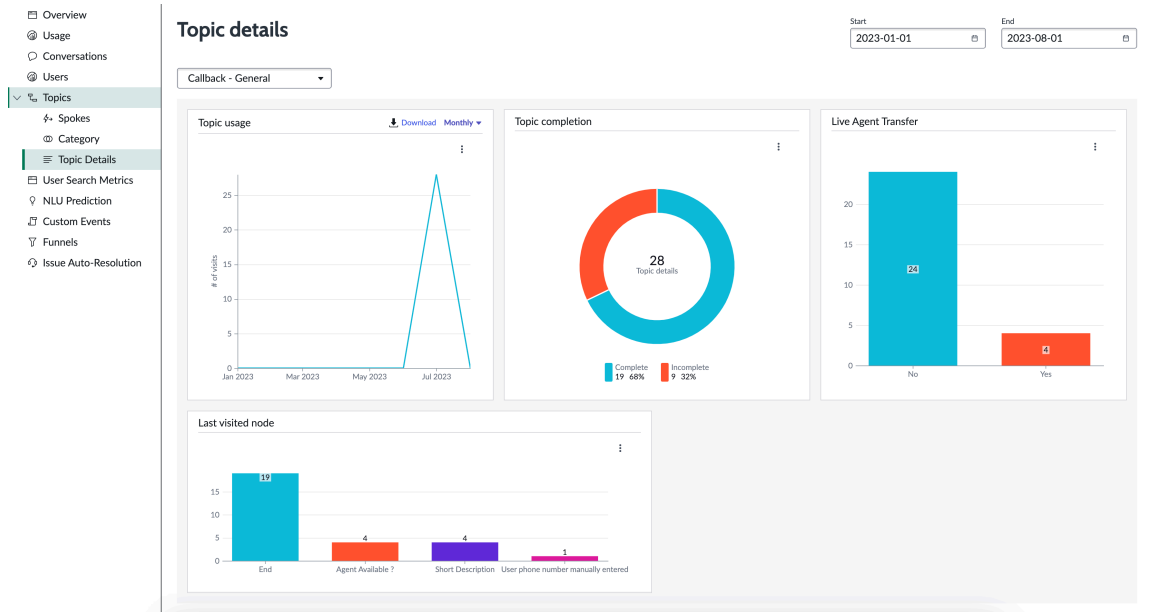 Overview
Usage
Conversations
Users
Topics
Spokes
Category
Topic Details
User Search Metrics
NLU Prediction
Custom Events
Funnels
Issue Auto-Resolution
Topic details
Start
2023-01-01
End
2023-08-01
Callback - General
Topic usage
Download
Monthly
# of visits
25
20
15
10
5
0
Jan 2023
Mar 2023
May 2023
Jul 2023
Topic completion
28
Topic details
Complete
19 68%
Incomplete
9 32%
Live Agent Transfer
20
15
10
5
0
24
4
No
Yes
Last visited node
15
10
5
0
19
4
4
1
End
Agent Available ?
Short Description
User phone number manually entered